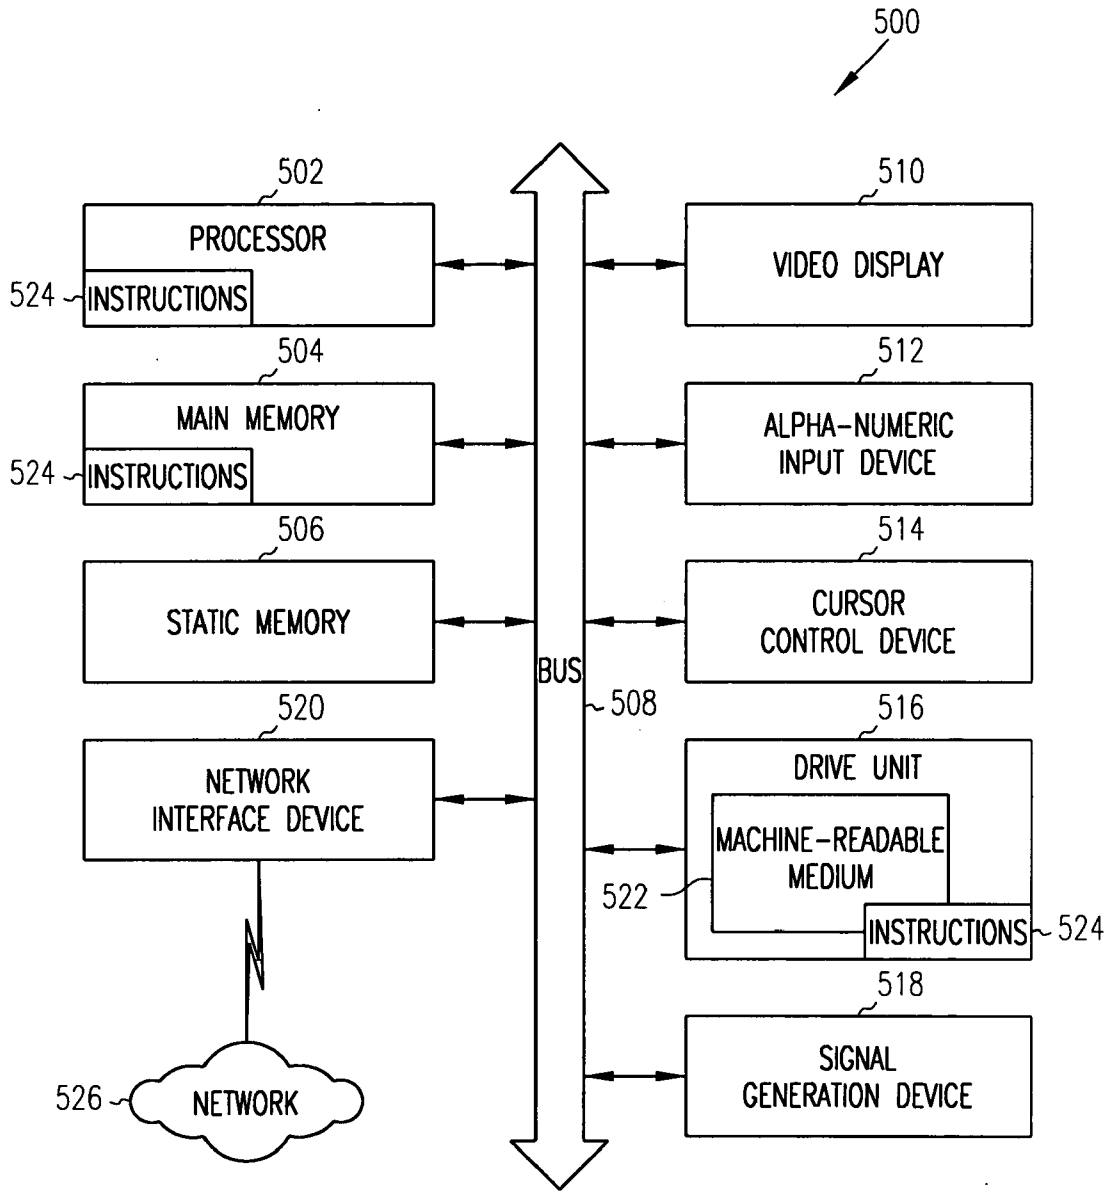 500
502
PROCESSOR
524
INSTRUCTIONS
504
MAIN MEMORY
524
INSTRUCTIONS
506
STATIC MEMORY
520
NETWORK
INTERFACE DEVICE
526
NETWORK
BUS
508
510
VIDEO DISPLAY
512
ALPHA-NUMERIC
INPUT DEVICE
514
CURSOR
CONTROL DEVICE
516
DRIVE UNIT
MACHINE-READABLE
MEDIUM
522
INSTRUCTIONS
524
518
SIGNAL
GENERATION DEVICE